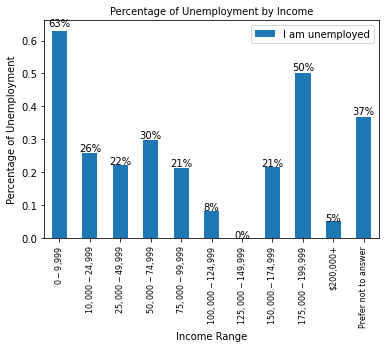 Percentage of Unemployment by Income
I am unemployed
Percentage of Unemployment
0.6
0.5
0.4
0.3
0.2
0.1
0.0
63%
26%
22%
30%
21%
8%
0%
21%
50%
5%
37%
0 - 9,999
10,000 - 24,999
25,000 - 49,999
50,000 - 74,999
75,000 - 99,999
100,000 - 124,999
125,000 - 149,999
150,000 - 174,999
175,000 - 199,999
$200,000+
Prefer not to answer
Income Range